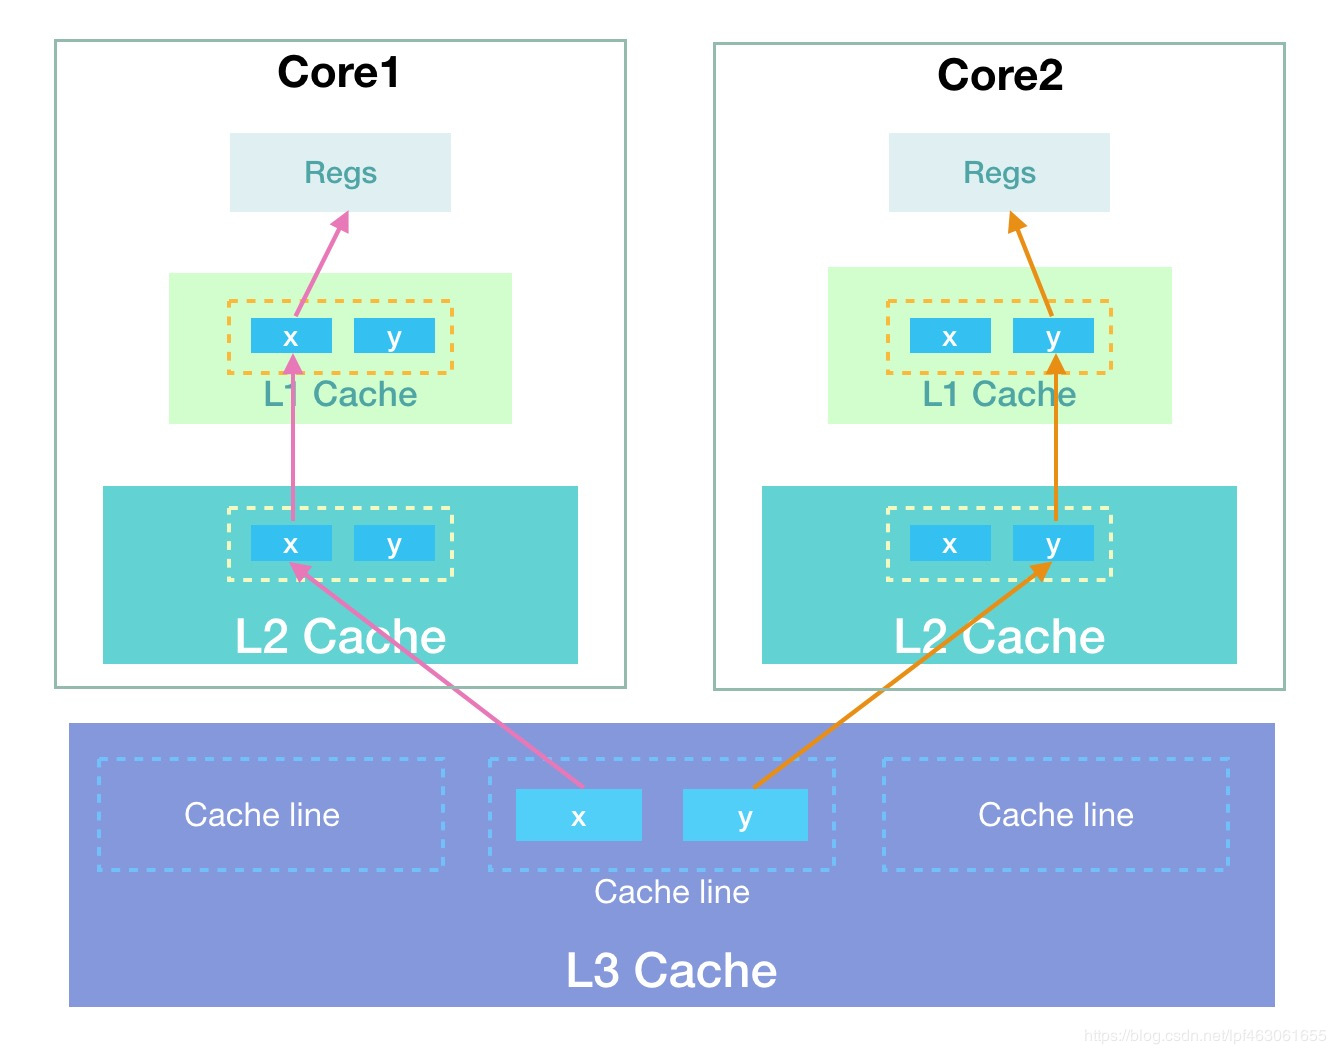 Core1
Regs
x y
L1 Cache
x y
L2 Cache
Core2
Regs
x y
L1 Cache
x y
L2 Cache
Cache line
x y
Cache line
Cache line
L3 Cache
https://blog.csdn.net/lpf463061655